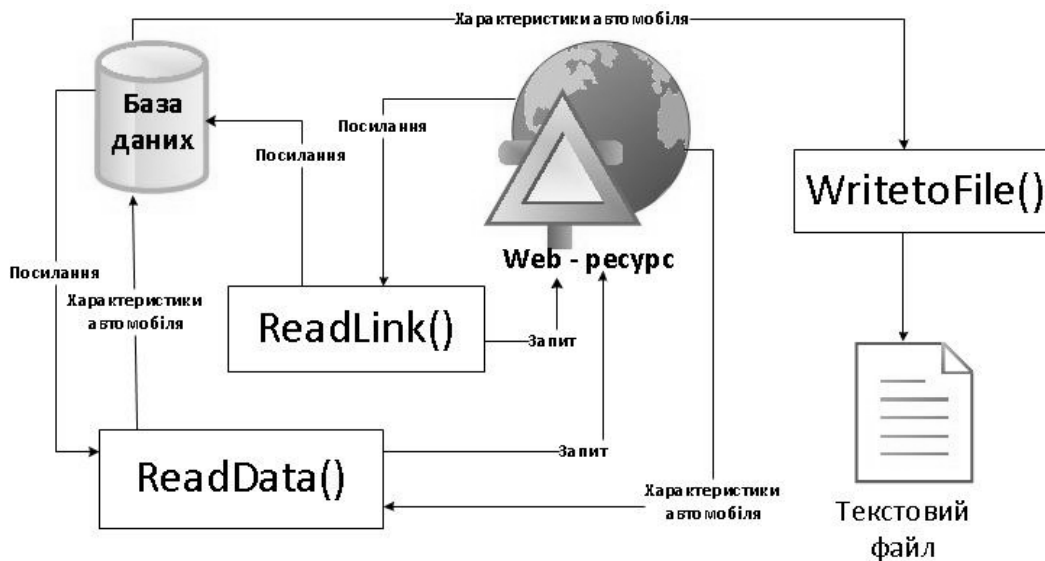 Характеристики автомобіля
База
даних
Посилання
Посилання
WritetoFile()
Web - ресурс
Посилання
Характеристики
автомобіля
ReadLink()
Запит
ReadData()
Запит
Характеристики
автомобіля
Текстовий
файл